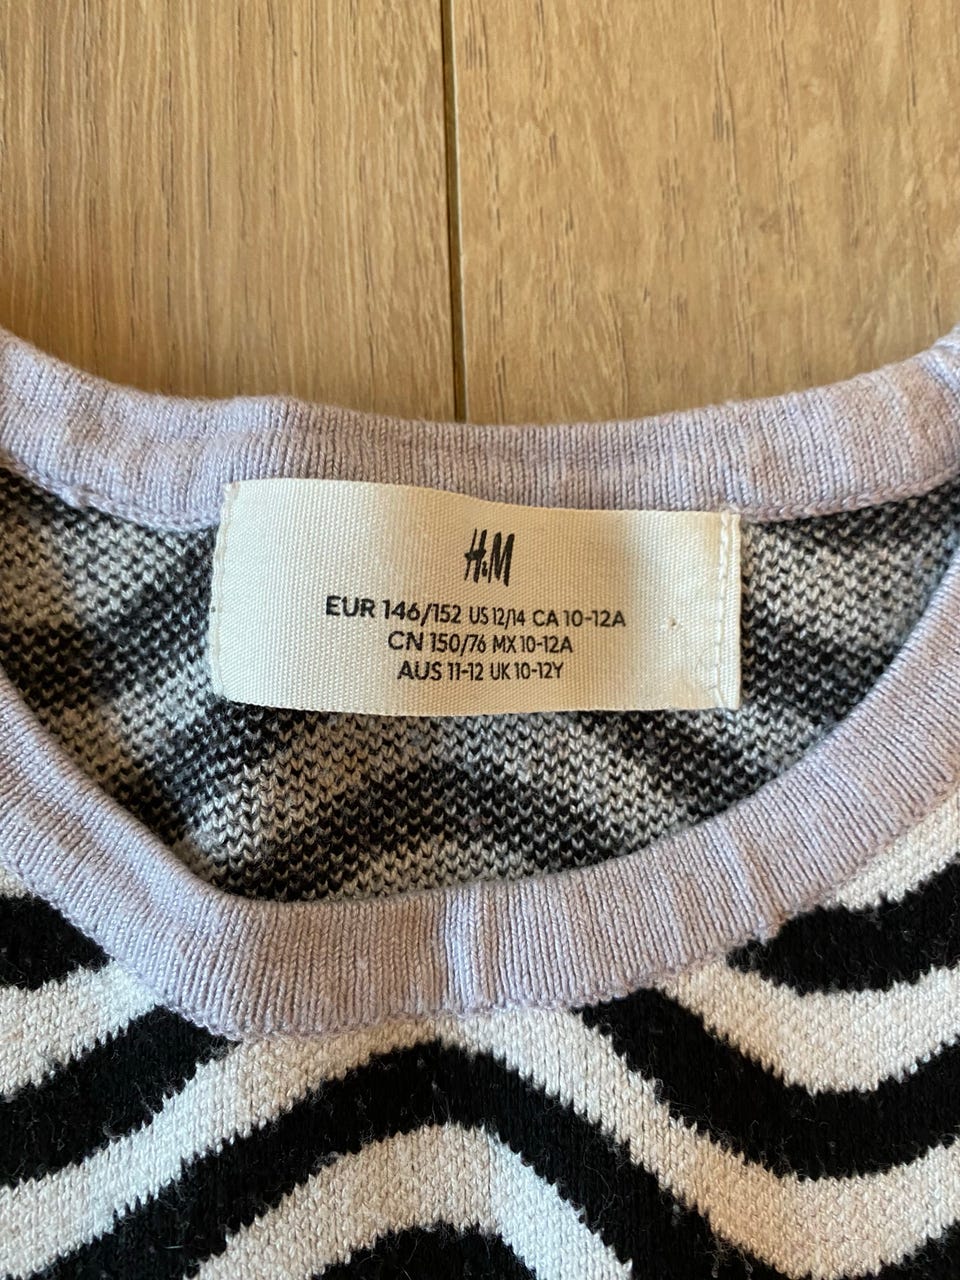 H&M
EUR 146/152 US 12/14 CA 10-12A
CN 150/76 MX 10-12A
AUS 11-12 UK 10-12Y